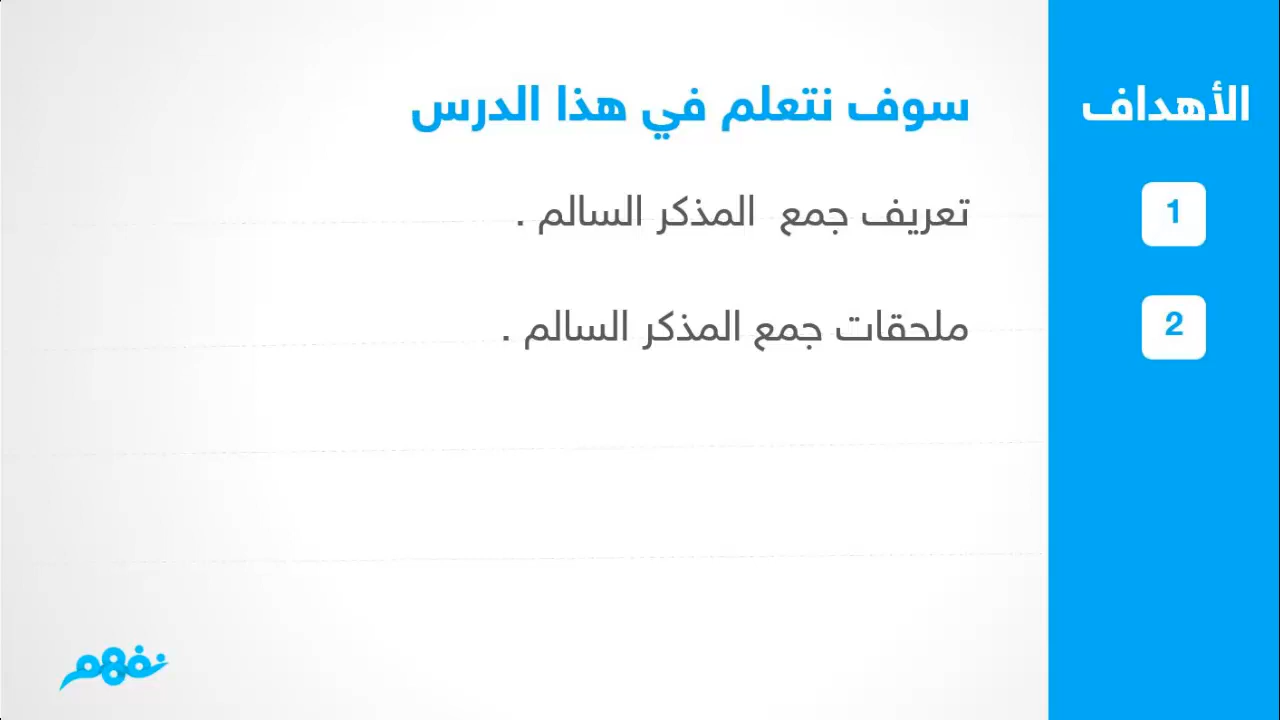 الأهداف
سوف نتعلم في هذا الدرس
1
تعريف جمع المذكر السالم .
2
ملحقات جمع المذكر السالم .
نفهم